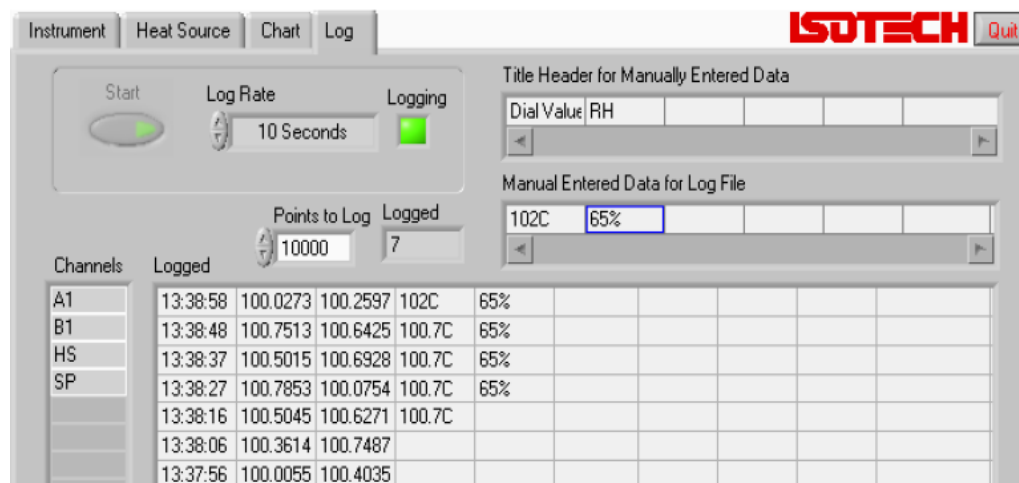 Instrument Heat Source Chart Log ISOTECH Quit
Title Header for Manually Entered Data
Start Log Rate Logging
Dial Value RH
10 Seconds
Manual Entered Data for Log File
Points to Log Logged
102C 65%
10000 7
Channels Logged
A1 13:38:58 100.0273 100.2597 102C 65%
B1 13:38:48 100.7513 100.6425 100.7C 65%
HS 13:38:37 100.5015 100.6928 100.7C 65%
SP 13:38:27 100.7853 100.0754 100.7C 65%
13:38:16 100.5045 100.6271 100.7C
13:38:06 100.3614 100.7487
13:37:56 100.0055 100.4035